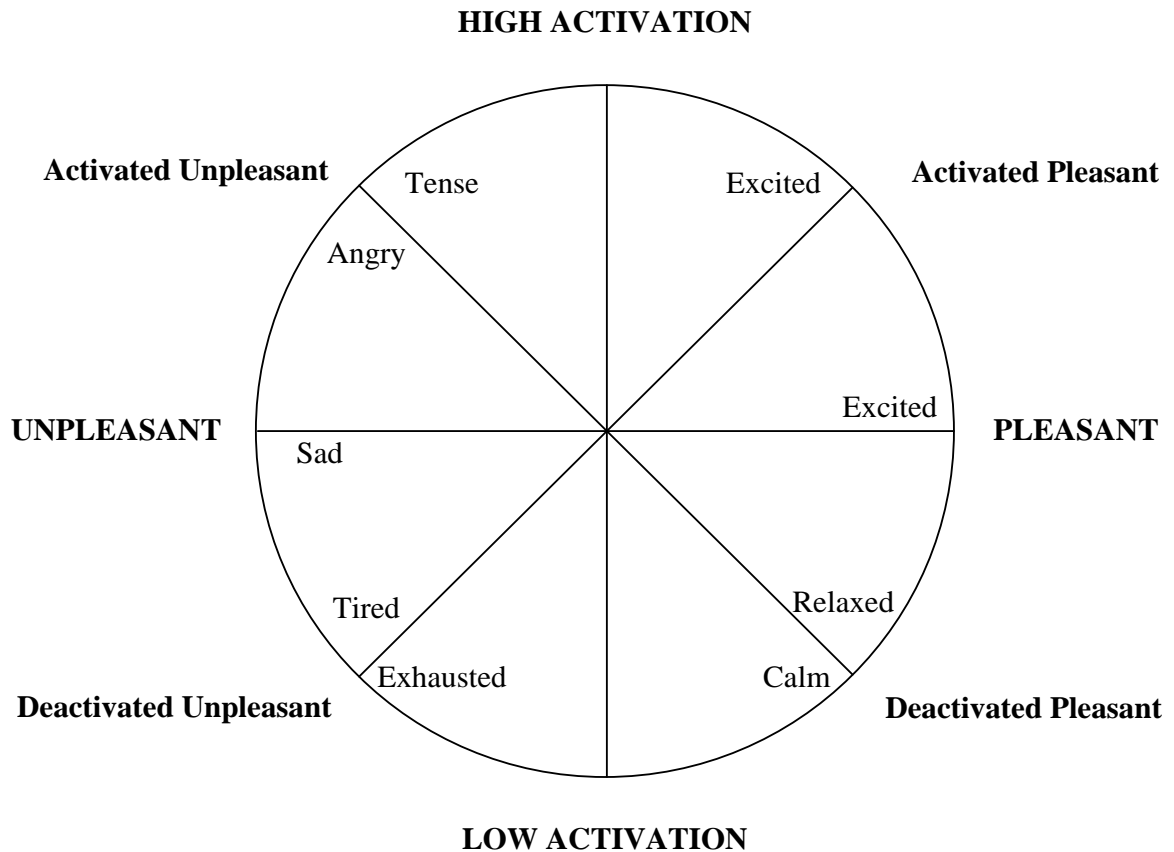 HIGH ACTIVATION
Activated Unpleasant
Tense
Excited
Activated Pleasant
Angry
UNPLEASANT
Excited
PLEASANT
Sad
Tired
Relaxed
Deactivated Unpleasant
Exhausted
Calm
Deactivated Pleasant
LOW ACTIVATION